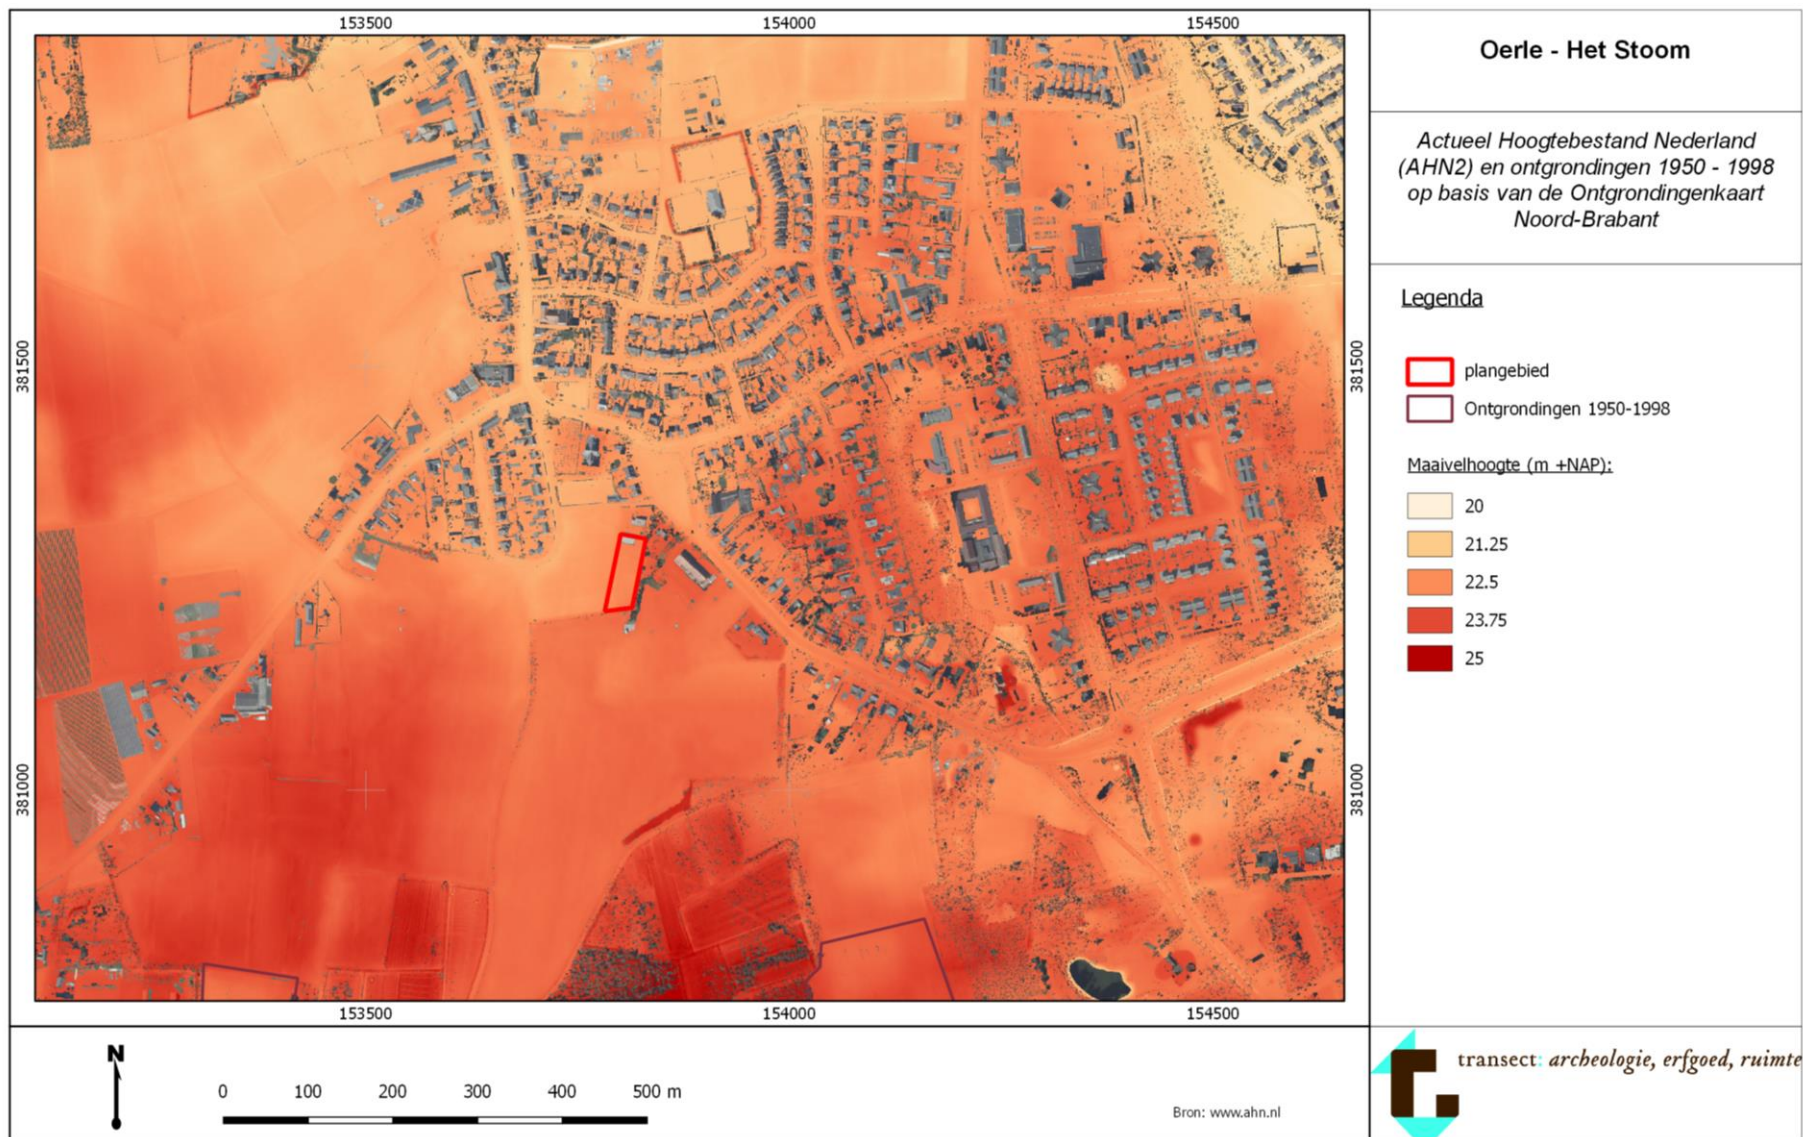 153500 154000 154500
381500 381500
381000 381000
153500 154000 154500
Oerle - Het Stoom
Actueel Hoogtebestand Nederland
(AHN2) en ontgrondingen 1950 - 1998
op basis van de Ontgrondingenkaart
Noord-Brabant
Legenda
plangebied
Ontgrondingen 1950-1998
Maaivelhoogte (m +NAP):
20
21.25
22.5
23.75
25
N
0 100 200 300 400 500 m
Bron: www.ahn.nl
transect: archeologie, erfgoed, ruimte